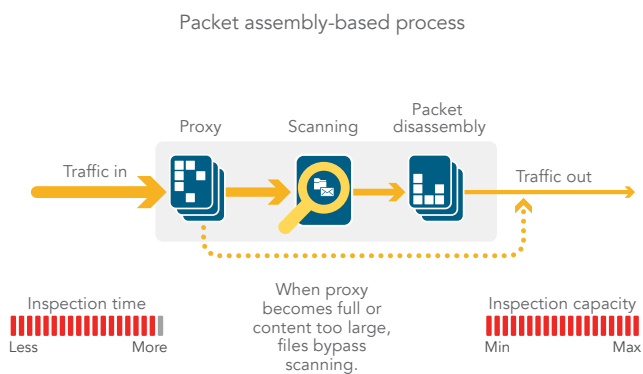 Packet assembly-based process
Proxy
Scanning
Packet
disassembly
Traffic in
Traffic out
When proxy
becomes full or
content too large,
files bypass
scanning.
Inspection time
Less More
Inspection capacity
Min Max